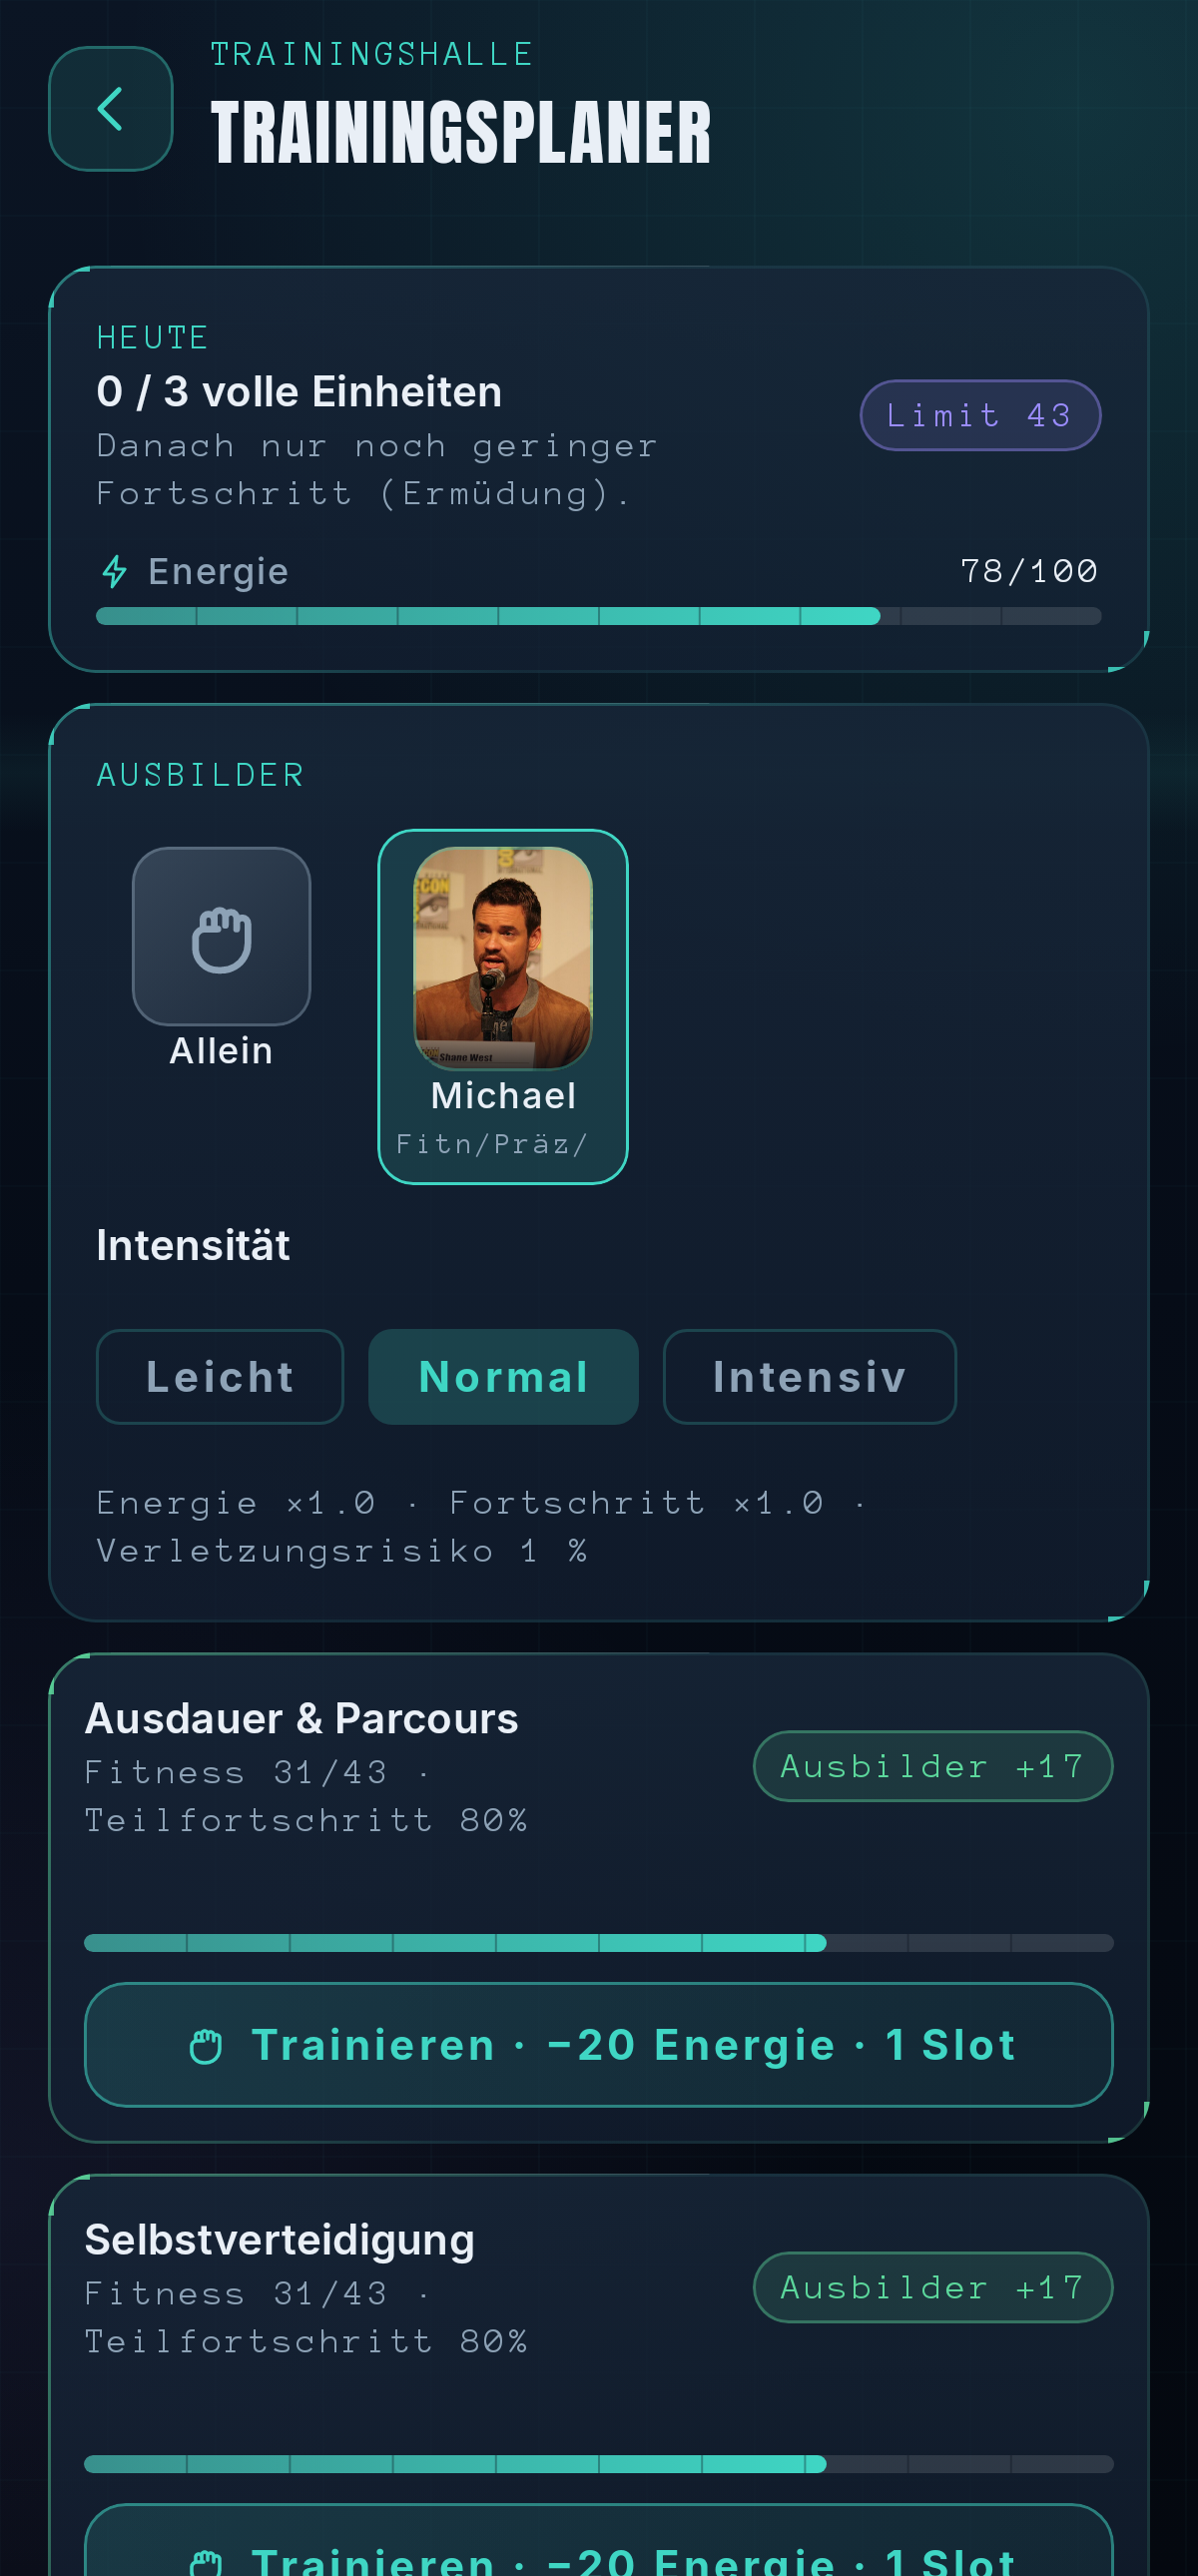 TRAININGSHALLE
TRAININGSPLANER
HEUTE
0 / 3 volle Einheiten
Danach nur noch geringer
Fortschritt (Ermüdung).
Limit 43
Energie
78/100
AUSBILDER
CON
Shane West
Allein
Michael
Fitn/Präz/
Intensität
Leicht
Normal
Intensiv
Energie ×1.0 · Fortschritt ×1.0 ·
Verletzungsrisiko 1 %
Ausdauer & Parcours
Fitness 31/43 ·
Teilfortschritt 80%
Ausbilder +17
Trainieren · −20 Energie · 1 Slot
Selbstverteidigung
Fitness 31/43 ·
Teilfortschritt 80%
Ausbilder +17
Trainieren · −20 Energie · 1 Slot